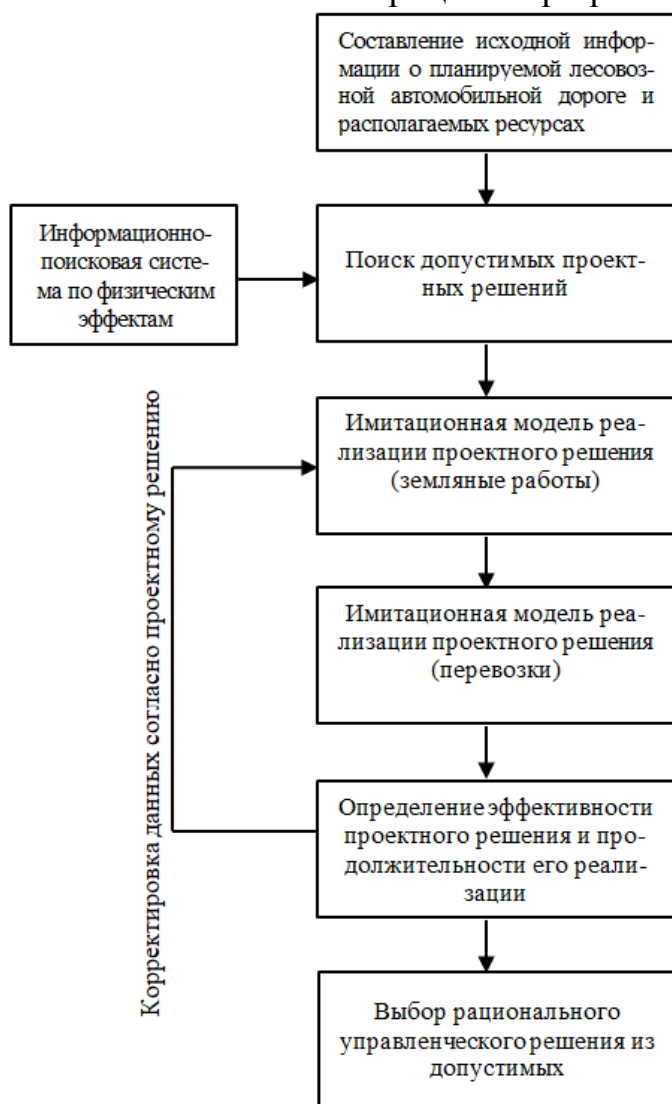 Составление исходной инфор-
мации о планируемой лесовоз-
ной автомобильной дороге и
располагаемых ресурсах
Информационно-
поисковая систе-
ма по физическим
эффектам
Поиск допустимых проект-
ных решений
Имитационная модель реа-
лизации проектного решения
(земляные работы)
Корректировка данных согласно проектному решению
Имитационная модель реа-
лизации проектного решения
(перевозки)
Определение эффективности
проектного решения и про-
должительности его реали-
зации
Выбор рационального
управленческого решения из
допустимых